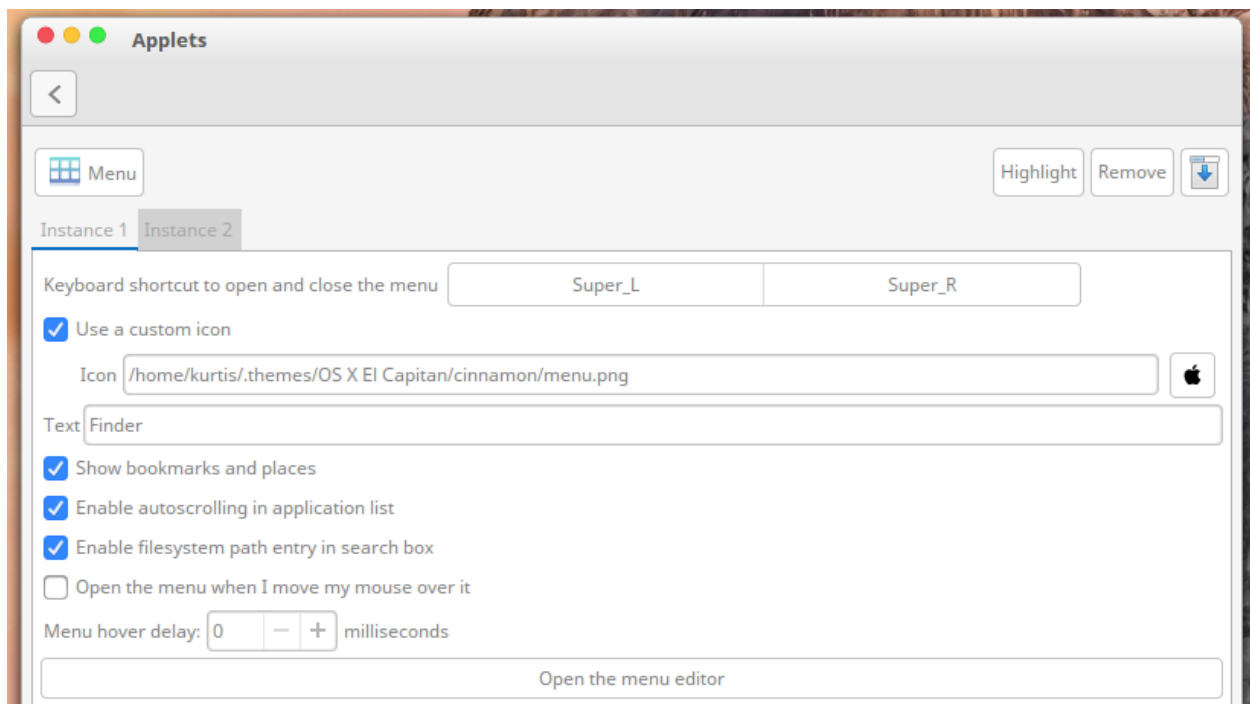 Applets
Menu Highlight Remove
Instance 1 Instance 2
Keyboard shortcut to open and close the menu Super_L Super_R
Use a custom icon
Icon /home/kurtis/.themes/OS X El Capitan/cinnamon/menu.png
Text Finder
Show bookmarks and places
Enable autoscrolling in application list
Enable filesystem path entry in search box
Open the menu when I move my mouse over it
Menu hover delay: 0 − + milliseconds
Open the menu editor